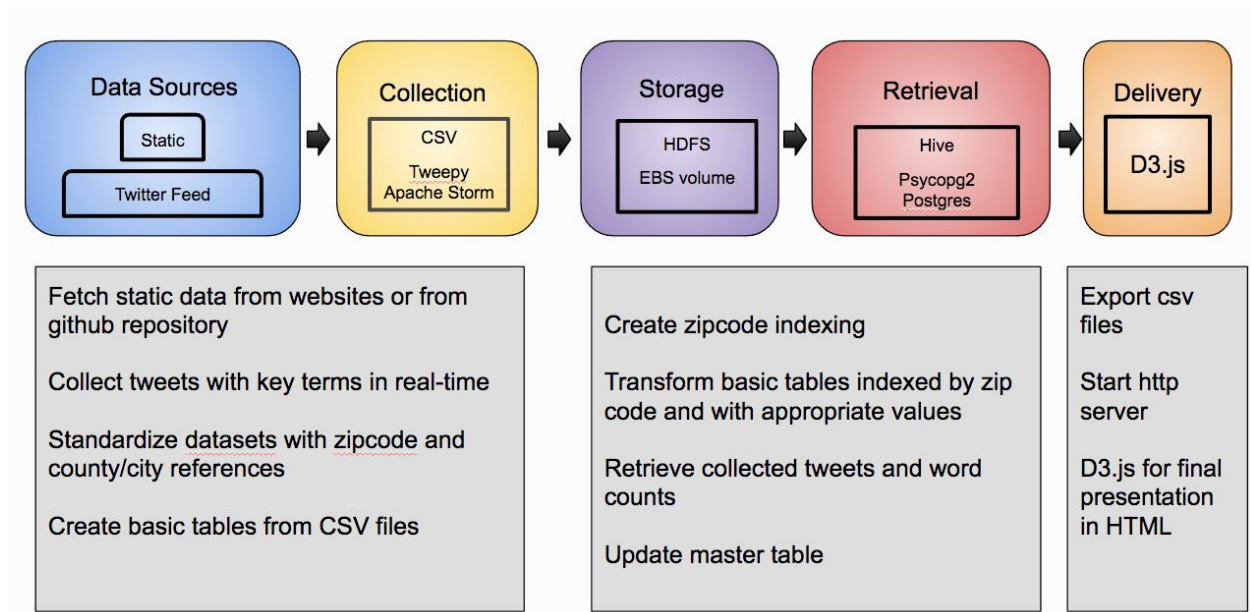 Data Sources
Static
Twitter Feed
Collection
CSV
Tweepy
Apache Storm
Storage
HDFS
EBS volume
Retrieval
Hive
Psycopg2
Postgres
Delivery
D3.js
Fetch static data from websites or from
github repository
Collect tweets with key terms in real-time
Standardize datasets with zipcode and
county/city references
Create basic tables from CSV files
Create zipcode indexing
Transform basic tables indexed by zip
code and with appropriate values
Retrieve collected tweets and word
counts
Update master table
Export csv
files
Start http
server
D3.js for final
presentation
in HTML